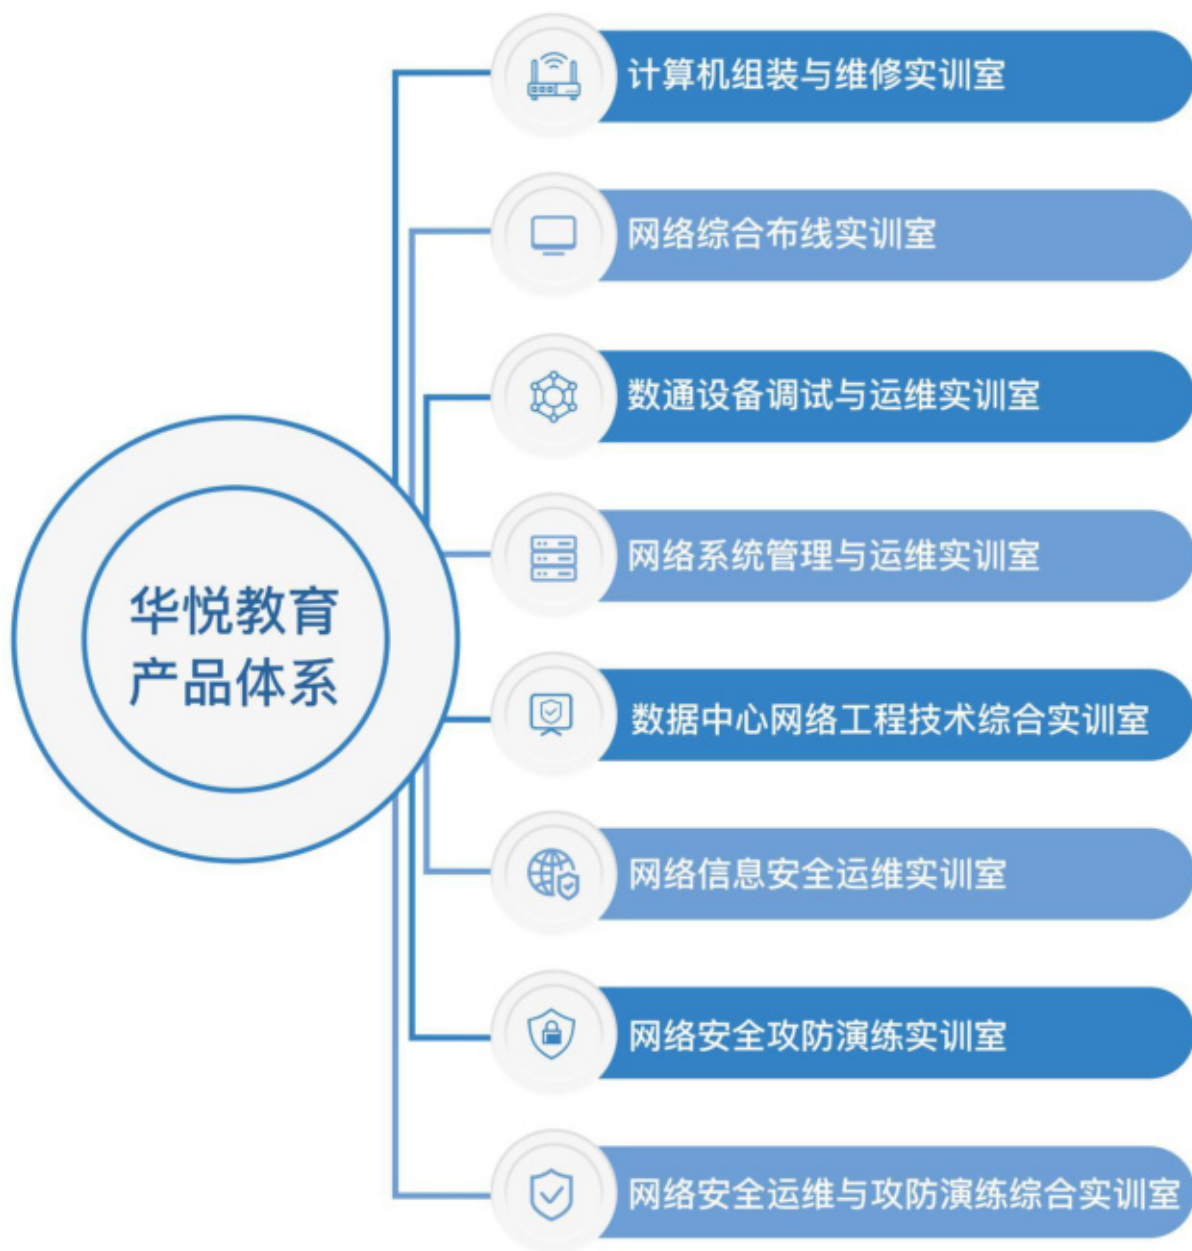 计算机组装与维修实训室
网络综合布线实训室
数通设备调试与运维实训室
网络系统管理与运维实训室
华悦教育
产品体系
数据中心网络工程技术综合实训室
网络信息安全运维实训室
网络安全攻防演练实训室
网络安全运维与攻防演练综合实训室